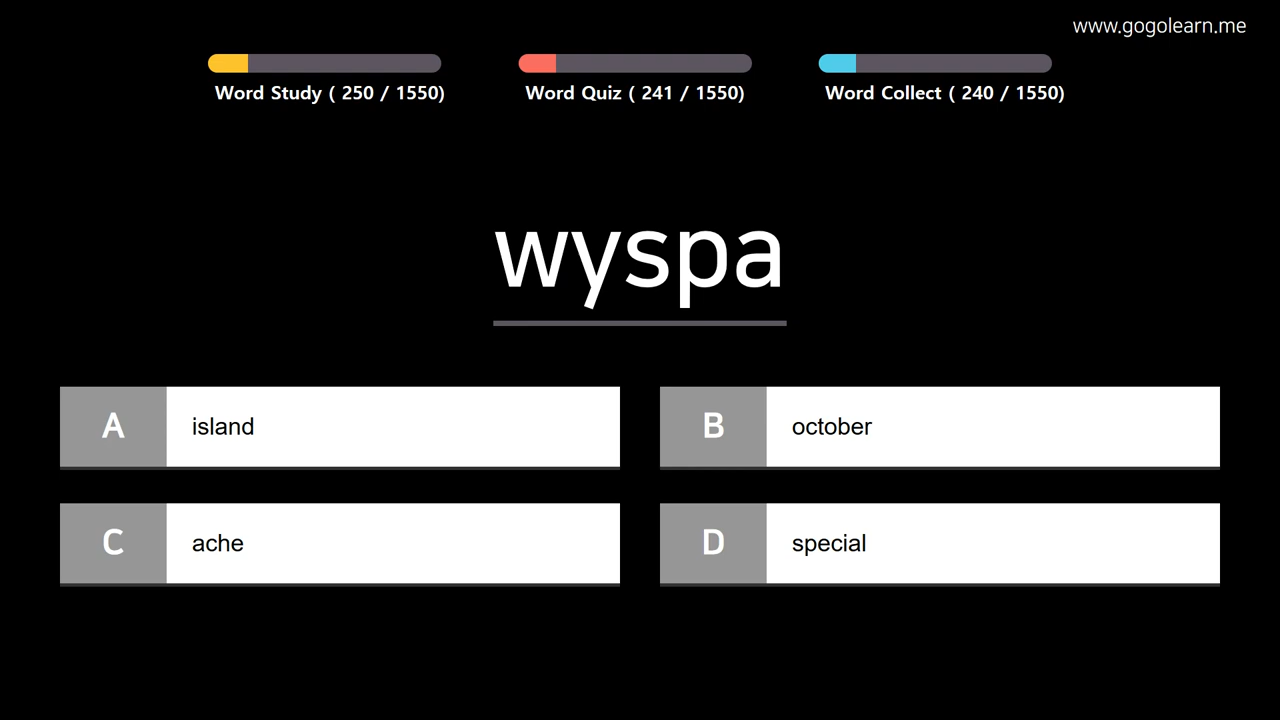 www.gogolearn.me
Word Study ( 250 / 1550)
Word Quiz ( 241 / 1550)
Word Collect ( 240 / 1550)
wyspa
A island
B october
C ache
D special